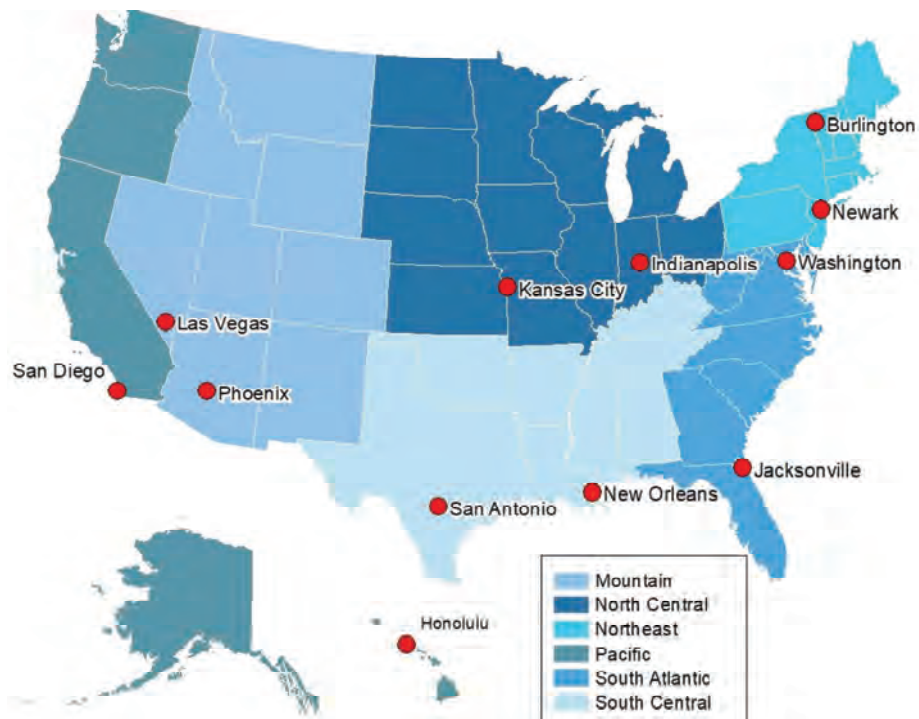 Burlington
Newark
Indianapolis
Washington
Kansas City
Las Vegas
San Diego
Phoenix
Jacksonville
New Orleans
San Antonio
Honolulu
Mountain
North Central
Northeast
Pacific
South Atlantic
South Central